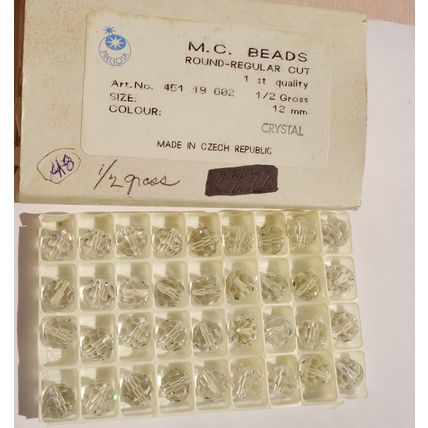 PRECIOSA
M.C. BEADS
ROUND-REGULAR CUT
1 st quality
Art.No. 451 19 602 1/2 Gross
SIZE: 12 mm
COLOUR:
CRYSTAL
MADE IN CZECH REPUBLIC
48
1/2 gross